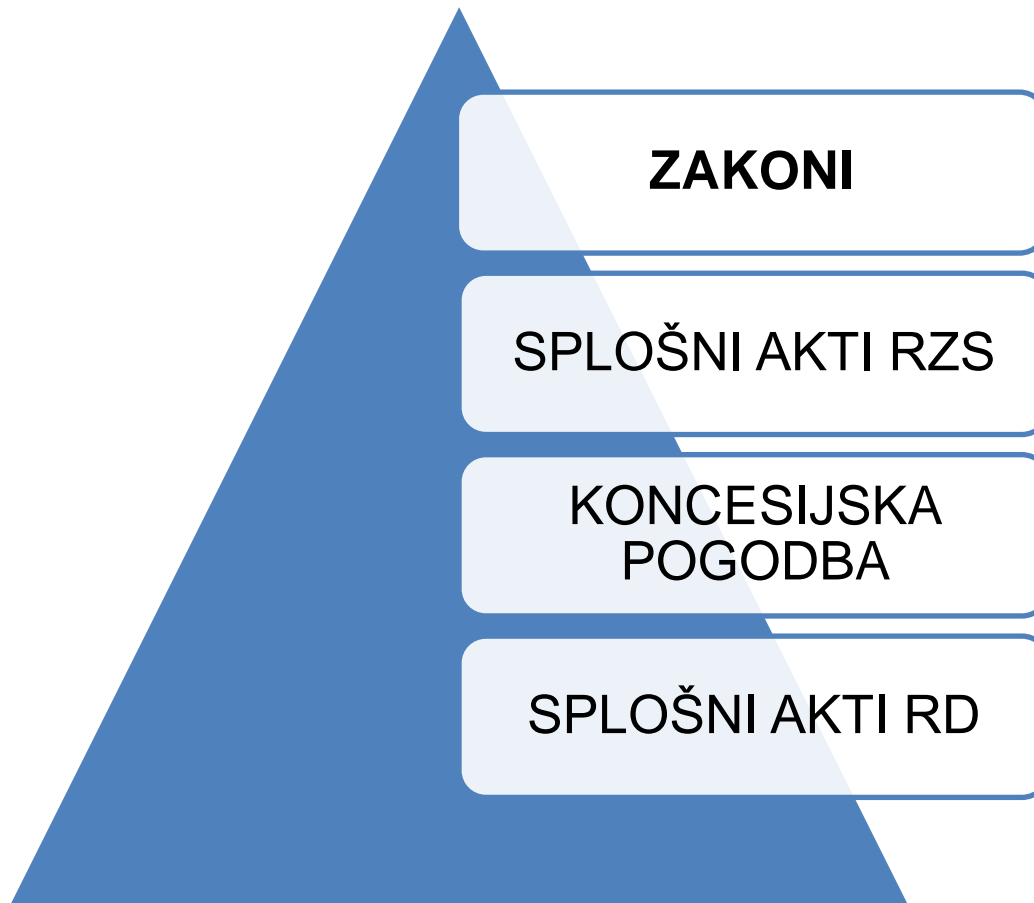 ZAKONI
SPLOŠNI AKTI RZS
KONCESIJSKA
POGODBA
SPLOŠNI AKTI RD